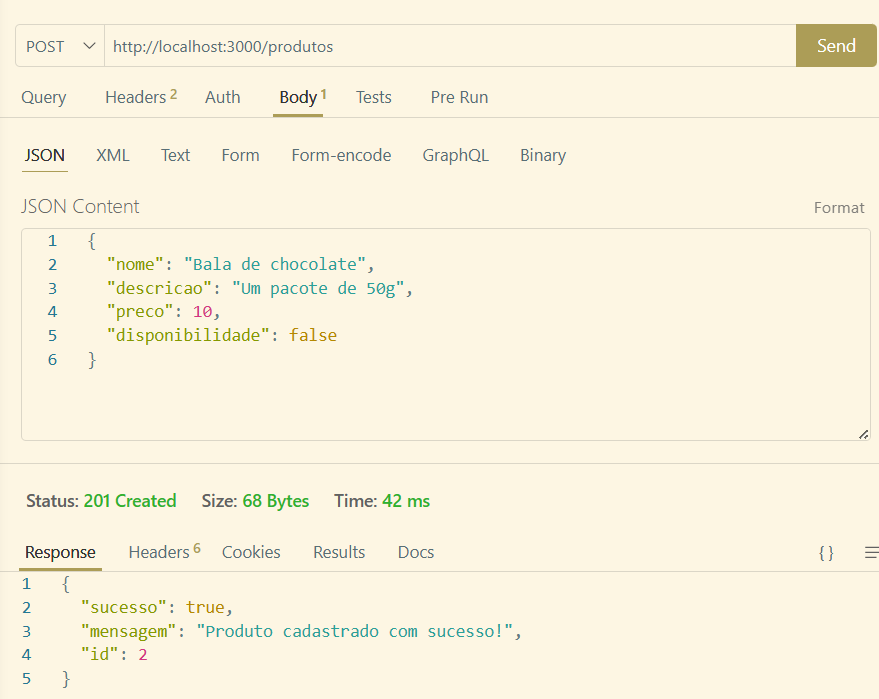 POST http://localhost:3000/produtos Send
Query Headers 2 Auth Body 1 Tests Pre Run
JSON XML Text Form Form-encode GraphQL Binary
JSON Content Format
1 {
2 "nome": "Bala de chocolate",
3 "descricao": "Um pacote de 50g",
4 "preco": 10,
5 "disponibilidade": false
6 }
Status: 201 Created Size: 68 Bytes Time: 42 ms
Response Headers 6 Cookies Results Docs {}
1 {
2 "sucesso": true,
3 "mensagem": "Produto cadastrado com sucesso!",
4 "id": 2
5 }